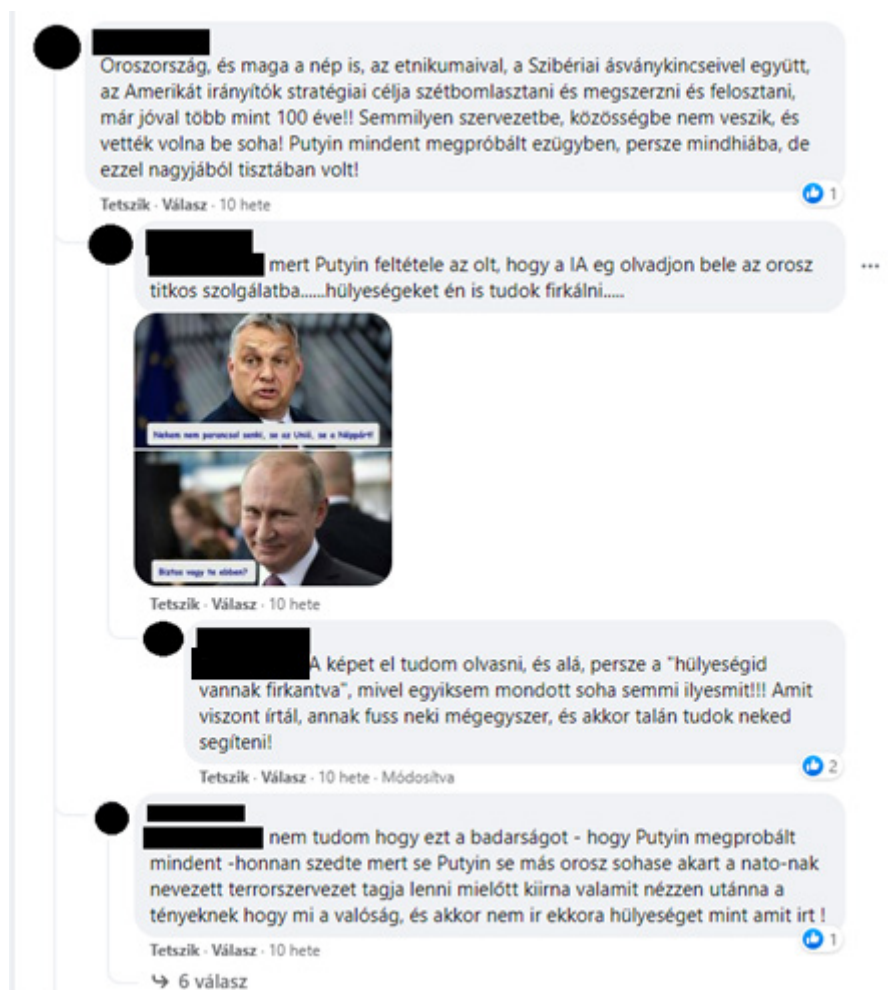 Oroszország, és maga a nép is, az etnikumaival, a Szibériai ásványkincseivel együtt,
az Amerikát irányítók stratégiai célja szétbomlasztani és megszerzni és felosztani,
már jóval több mint 100 éve!! Semmilyen szervezetbe, közösségbe nem veszik, és
vették volna be soha! Putyin mindent megpróbált ezügyben, persze mindhiába, de
ezzel nagyjából tisztában volt!
1
Tetszik · Válasz · 10 hete
mert Putyin feltétele az olt, hogy a IA eg olvadjon bele az orosz
titkos szolgálatba......hülyeségeket én is tudok firkálni.....
Nekem nem parancsol senki, se az Unió, se a Néppárt!
Biztos vagy te ebben?
Tetszik · Válasz · 10 hete
A képet el tudom olvasni, és alá, persze a "hülyeségid
vannak firkantva", mivel egyiksem mondott soha semmi ilyesmit!!! Amit
viszont írtál, annak fuss neki mégegyszer, és akkor talán tudok neked
segíteni!
2
Tetszik · Válasz · 10 hete · Módosítva
nem tudom hogy ezt a badarságot - hogy Putyin megprobált
mindent -honnan szedte mert se Putyin se más orosz sohase akart a nato-nak
nevezett terrorszervezet tagja lenni mielőtt kiirna valamit nézzen utánna a
tényeknek hogy mi a valóság, és akkor nem ir ekkora hülyeséget mint amit irt !
1
Tetszik · Válasz · 10 hete
6 válasz